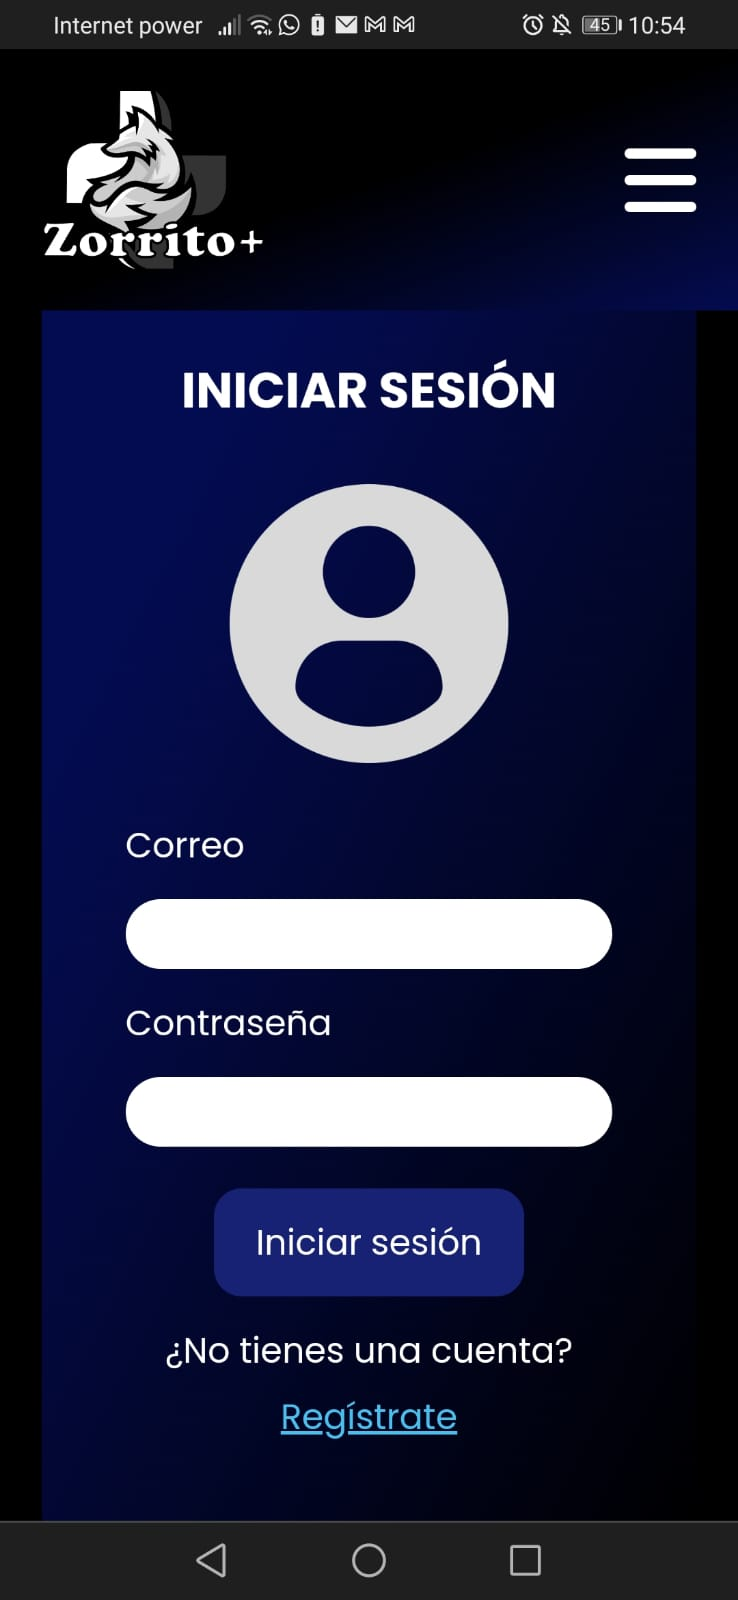 Internet power 45 10:54
Zorrito+
INICIAR SESIÓN
Correo
Contraseña
Iniciar sesión
¿No tienes una cuenta?
Regístrate